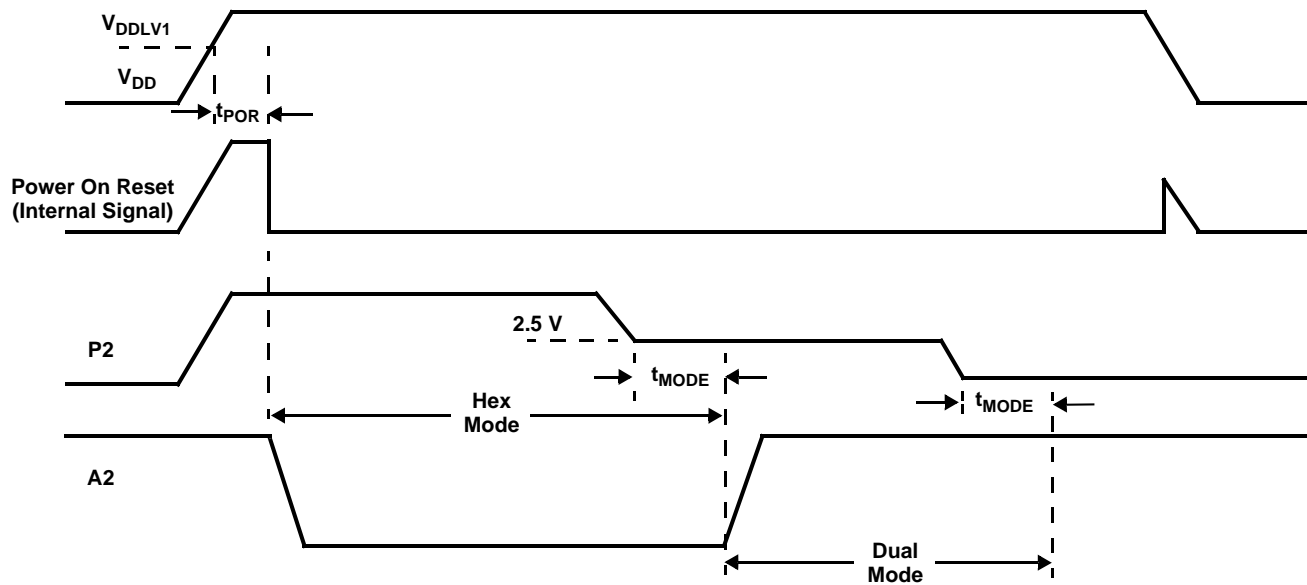 VDDLV1
VDD
tPOR
Power On Reset
(Internal Signal)
2.5 V
P2
tMODE
tMODE
Hex
Mode
A2
Dual
Mode